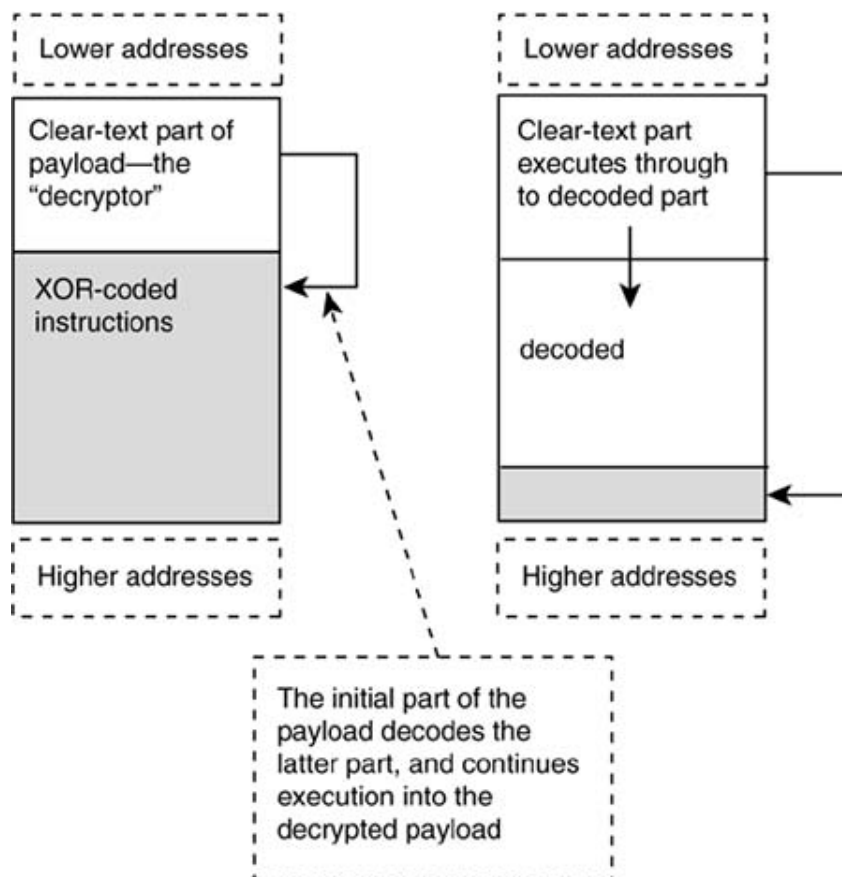 Lower addresses
Clear-text part of
payload—the
“decryptor”
XOR-coded
instructions
Higher addresses
Lower addresses
Clear-text part
executes through
to decoded part
decoded
Higher addresses
The initial part of the
payload decodes the
latter part, and continues
execution into the
decrypted payload